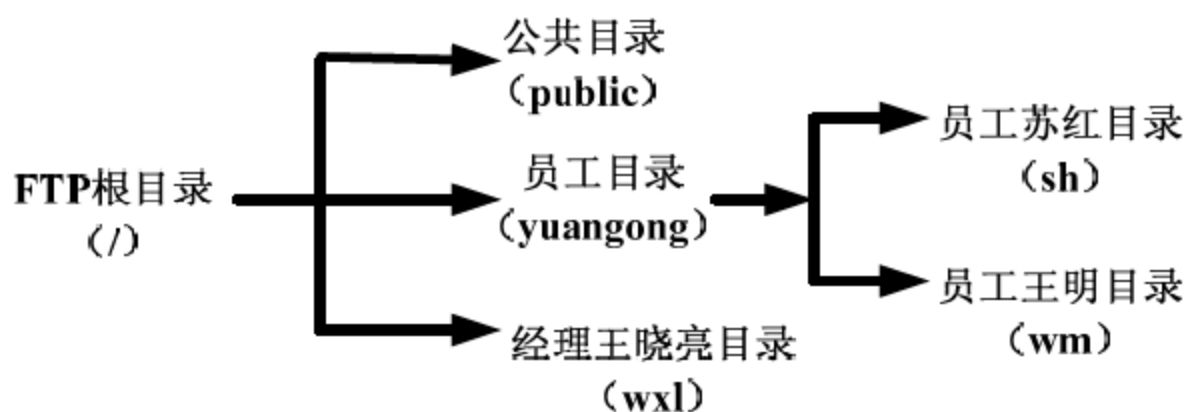 公共目录
（public）
FTP根目录
（/）
员工目录
（yuangong）
经理王晓亮目录
（wxl）
员工苏红目录
（sh）
员工王明目录
（wm）